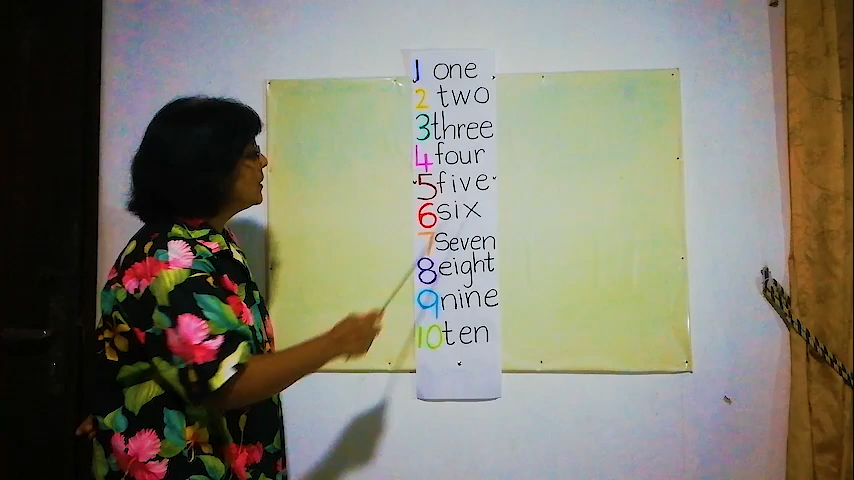 1 one
2 two
3 three
4 four
5 five
6 six
7 Seven
8 eight
9 nine
10 ten